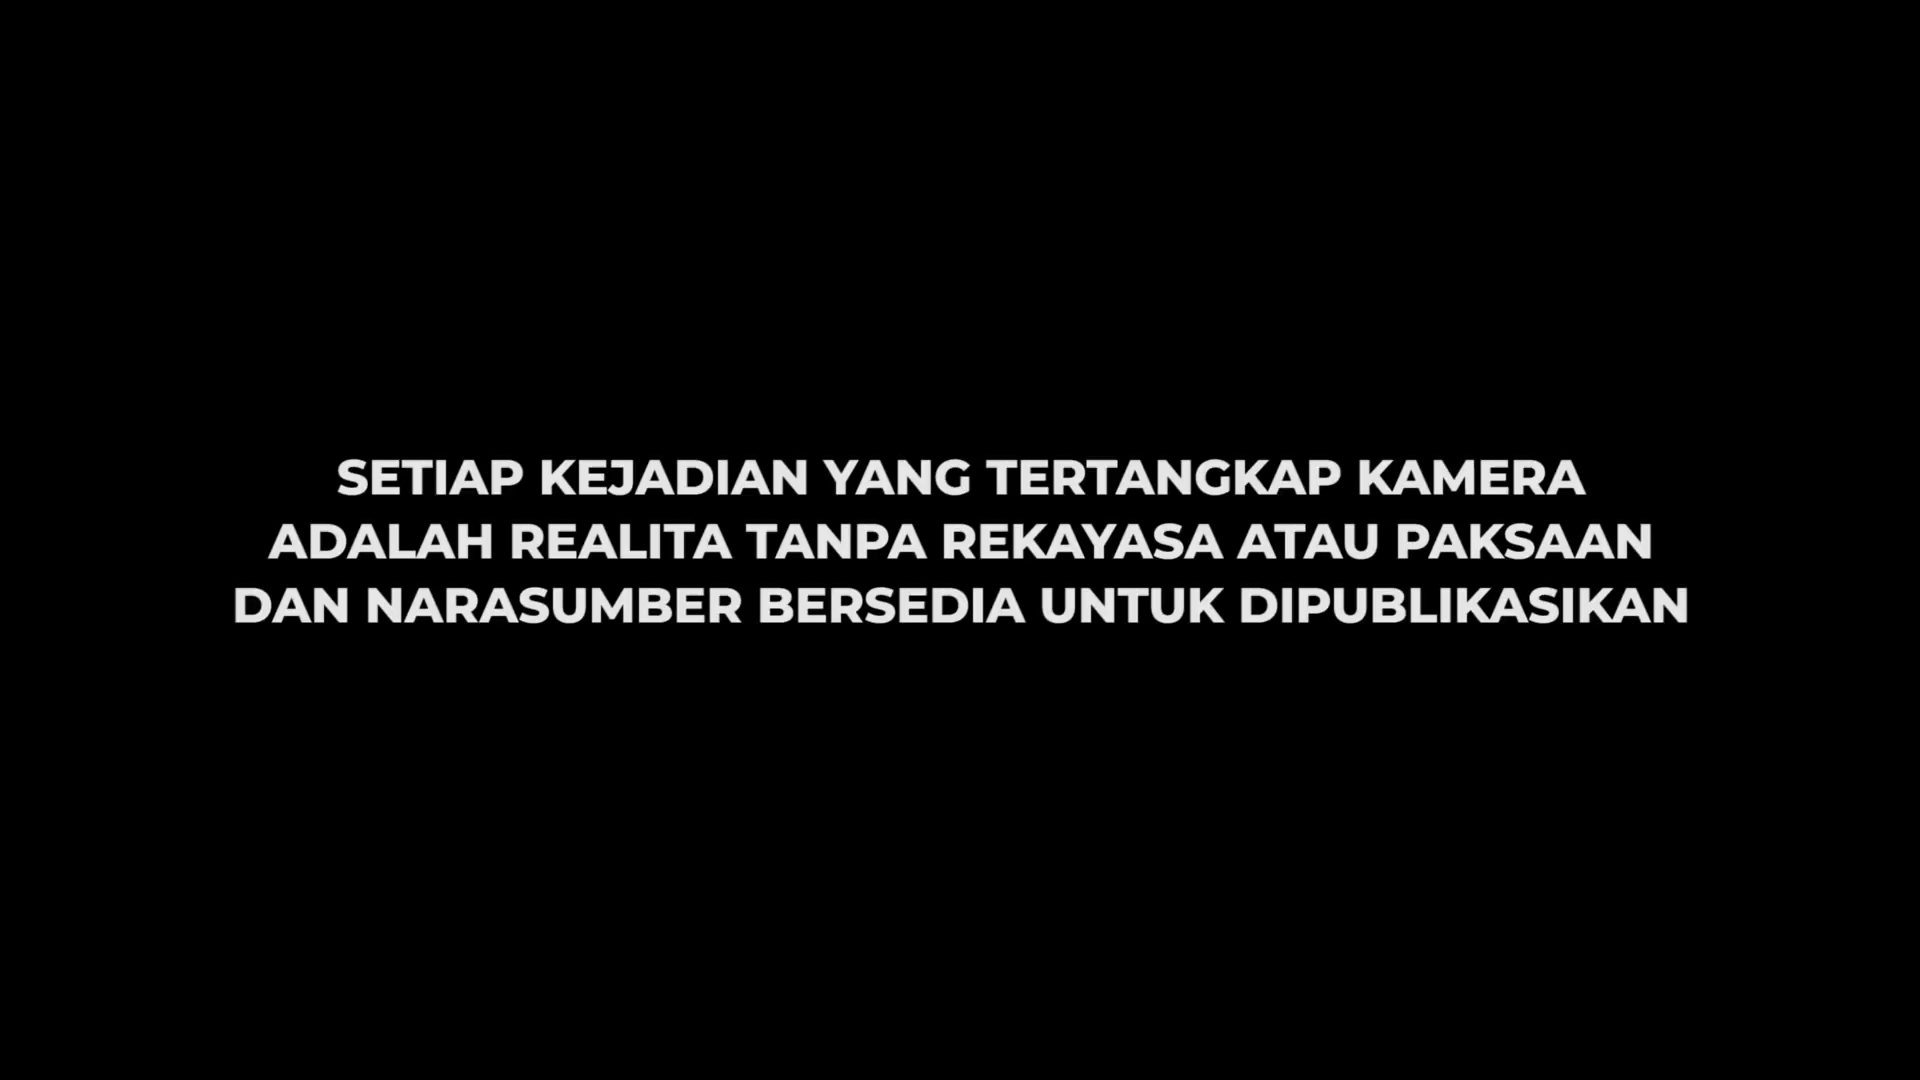 SETIAP KEJADIAN YANG TERTANGKAP KAMERA
ADALAH REALITA TANPA REKAYASA ATAU PAKSAAN
DAN NARASUMBER BERSEDIA UNTUK DIPUBLIKASIKAN